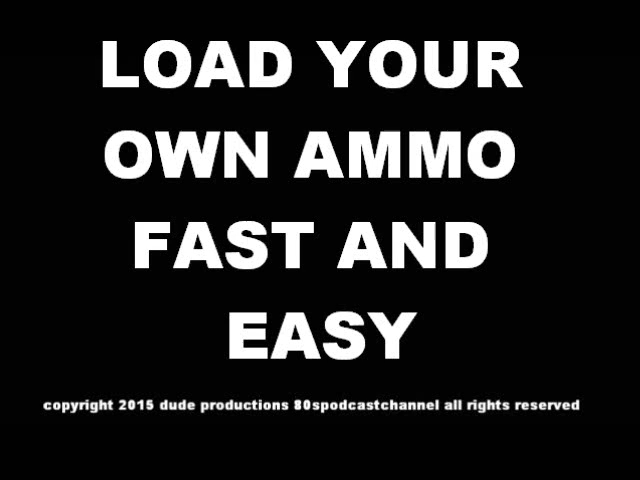 LOAD YOUR
OWN AMMO
FAST AND
EASY
copyright 2015 dude productions 80spodcastchannel all rights reserved